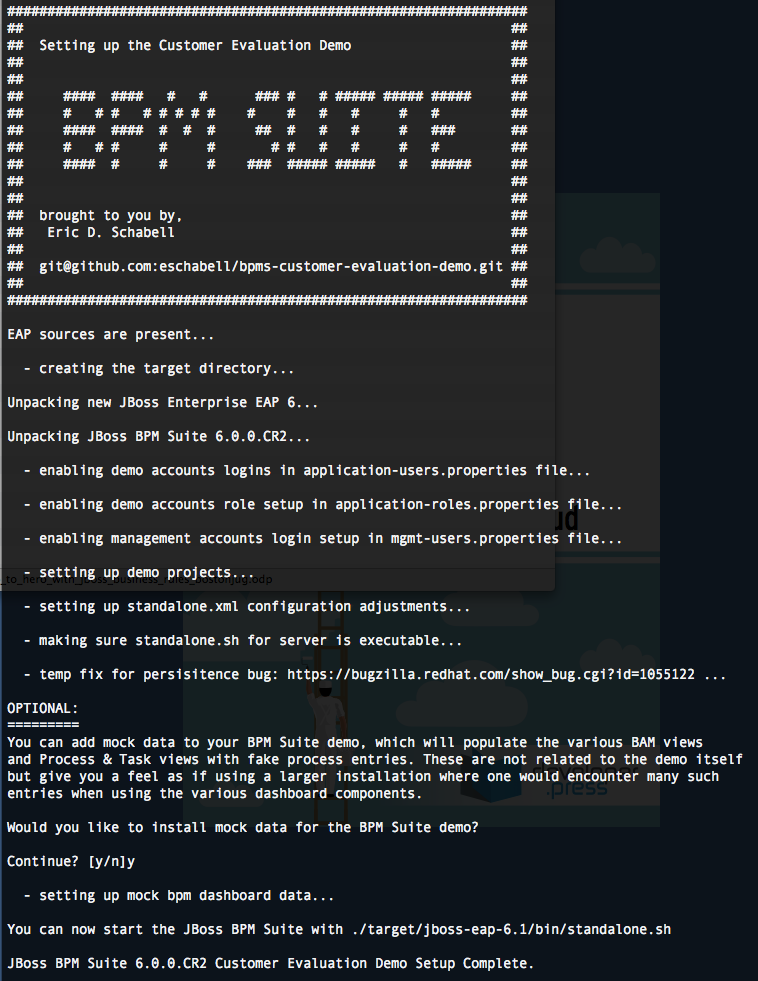 #################################################################
##                                                             ##
##  Setting up the Customer Evaluation Demo                    ##
##                                                             ##
##                                                             ##
##     ####  ####   #   #      ### #   # ##### ##### #####     ##
##     #   # #   # # # # #    #    #   #   #     #   #         ##
##     ####  ####  #  #  #     ##  #   #   #     #   ###       ##
##     #   # #     #     #       # #   #   #     #   #         ##
##     ####  #     #     #    ###  ##### #####   #   #####     ##
##                                                             ##
##                                                             ##
##  brought to you by,                                         ##
##   Eric D. Schabell                                          ##
##                                                             ##
##  git@github.com:eschabell/bpms-customer-evaluation-demo.git ##
##                                                             ##
#################################################################
EAP sources are present...
- creating the target directory...
Unpacking new JBoss Enterprise EAP 6...
Unpacking JBoss BPM Suite 6.0.0.CR2...
- enabling demo accounts logins in application-users.properties file...
- enabling demo accounts role setup in application-roles.properties file...
- enabling management accounts login setup in mgmt-users.properties file...
- setting up demo projects...
_to_hero_with_jboss_business_rules_bostonjug.odp
- setting up standalone.xml configuration adjustments...
- making sure standalone.sh for server is executable...
- temp fix for persisitence bug: https://bugzilla.redhat.com/show_bug.cgi?id=1055122 ...
OPTIONAL:
=========
You can add mock data to your BPM Suite demo, which will populate the various BAM views
and Process & Task views with fake process entries. These are not related to the demo itself
but give you a feel as if using a larger installation where one would encounter many such
entries when using the various dashboard components.
developer
.press
Would you like to install mock data for the BPM Suite demo?
Continue? [y/n]y
- setting up mock bpm dashboard data...
You can now start the JBoss BPM Suite with ./target/jboss-eap-6.1/bin/standalone.sh
JBoss BPM Suite 6.0.0.CR2 Customer Evaluation Demo Setup Complete.